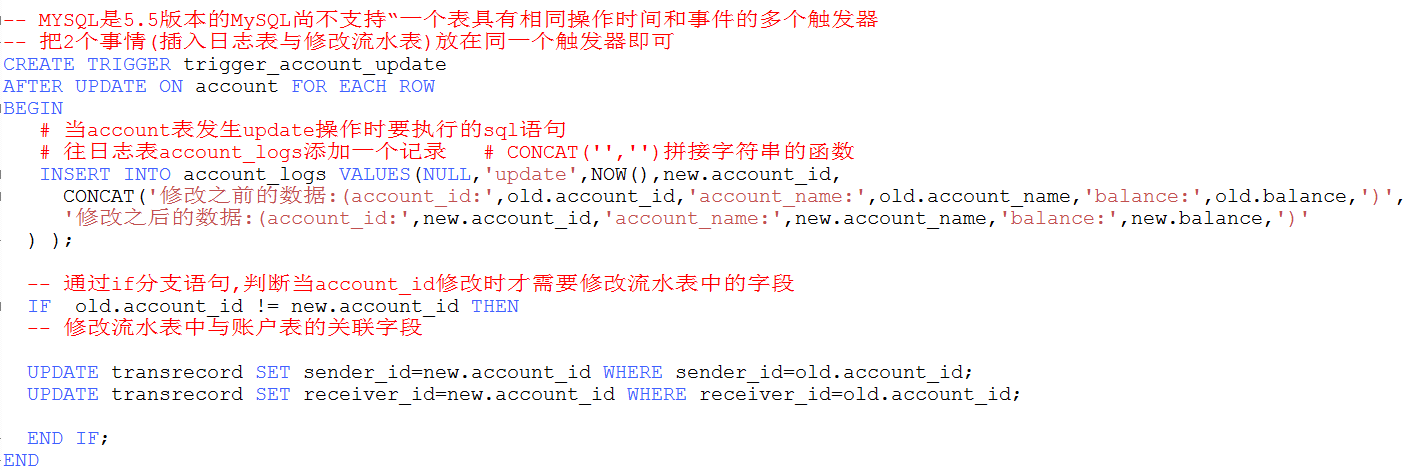 -- MYSQL是5.5版本的MySQL尚不支持“一个表具有相同操作时间和事件的多个触发器
-- 把2个事情(插入日志表与修改流水表)放在同一个触发器即可
CREATE TRIGGER trigger_account_update
AFTER UPDATE ON account FOR EACH ROW
BEGIN
# 当account表发生update操作时要执行的sql语句
# 往日志表account_logs添加一个记录 # CONCAT('','')拼接字符串的函数
INSERT INTO account_logs VALUES(NULL,'update',NOW(),new.account_id,
CONCAT('修改之前的数据:(account_id:',old.account_id,'account_name:',old.account_name,'balance:',old.balance,')',
'修改之后的数据:(account_id:',new.account_id,'account_name:',new.account_name,'balance:',new.balance,')'
) );
-- 通过if分支语句,判断当account_id修改时才需要修改流水表中的字段
IF old.account_id != new.account_id THEN
-- 修改流水表中与账户表的关联字段
UPDATE transrecord SET sender_id=new.account_id WHERE sender_id=old.account_id;
UPDATE transrecord SET receiver_id=new.account_id WHERE receiver_id=old.account_id;
END IF;
END